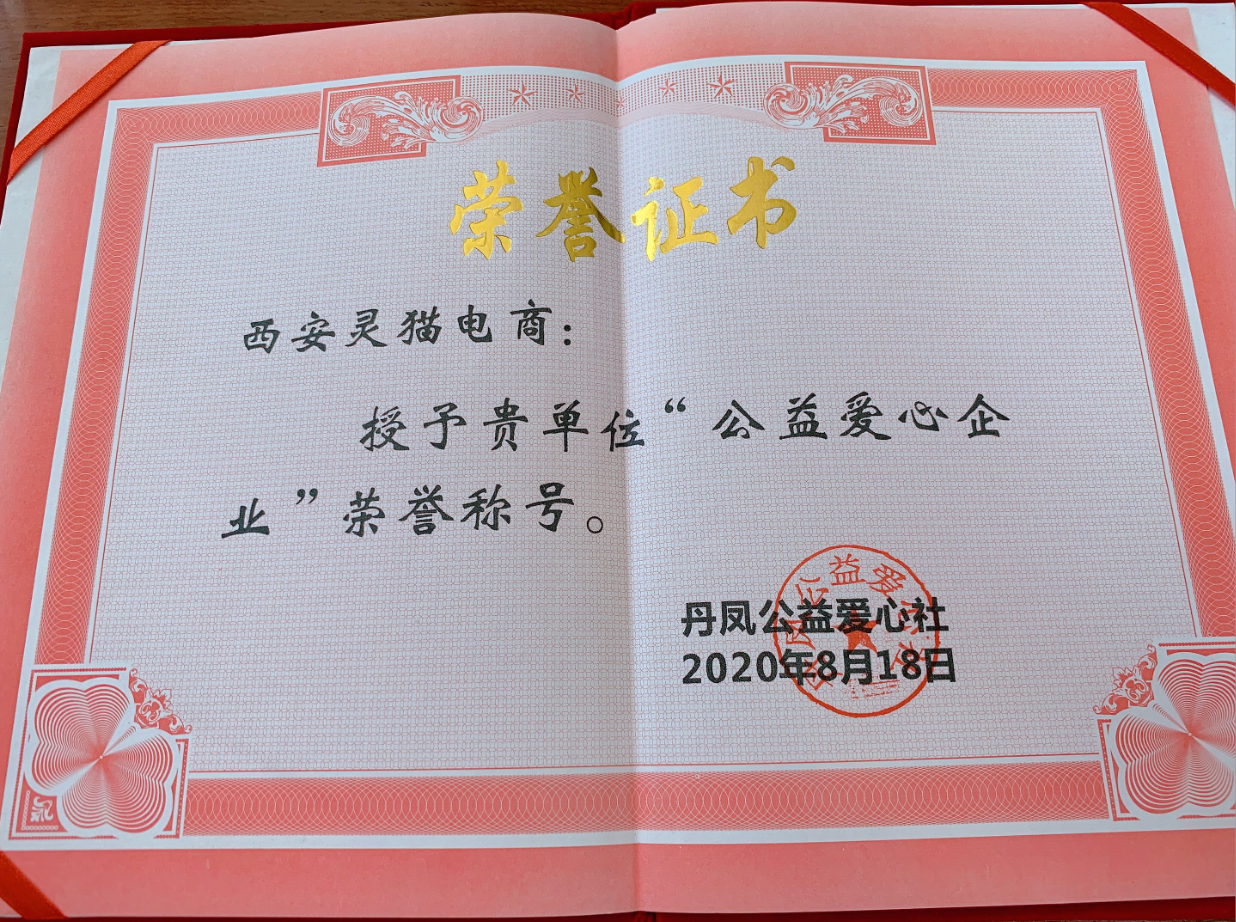 荣誉证书
西安灵猫电商：
授予贵单位“公益爱心企
业”荣誉称号。
丹凤公益爱心社
2020年8月18日